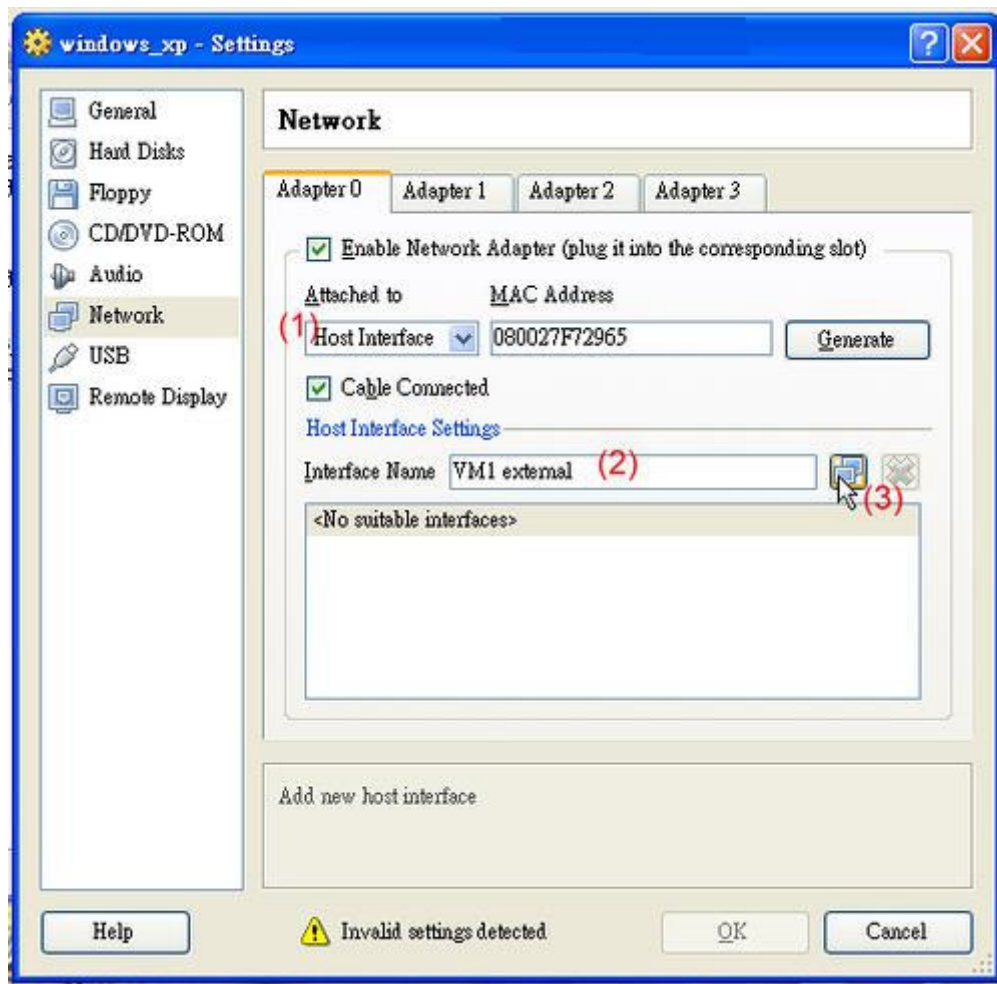 windows_xp - Settings
General
Hard Disks
Floppy
CD/DVD-ROM
Audio
Network
USB
Remote Display
Network
Adapter 0
Adapter 1
Adapter 2
Adapter 3
Enable Network Adapter (plug it into the corresponding slot)
Attached to
MAC Address
(1)
Host Interface
080027F72965
Generate
Cable Connected
Host Interface Settings
Interface Name
VM1 external
(2)
(3)
<No suitable interfaces>
Add new host interface
Help
Invalid settings detected
OK
Cancel